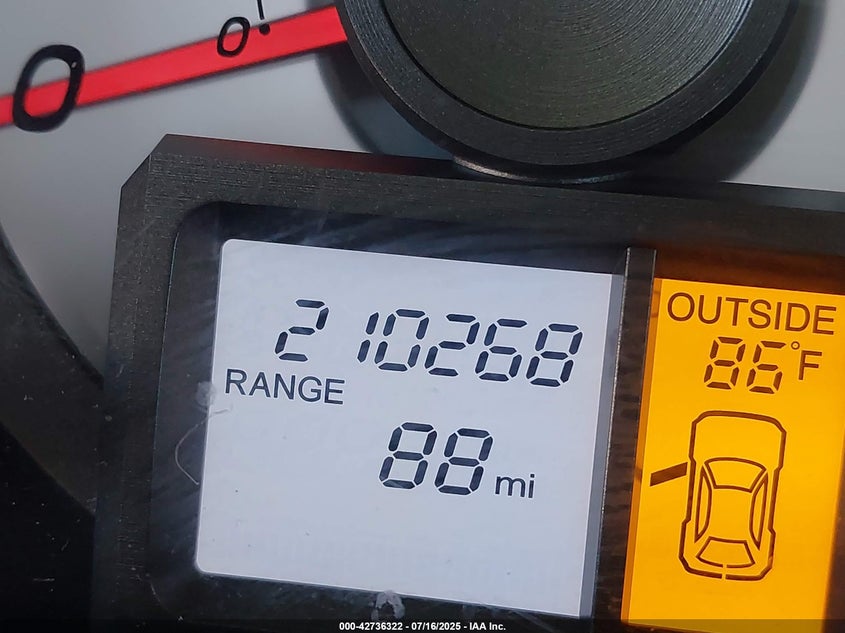 0
0
210268
RANGE
88 mi
OUTSIDE
86°F
000-42736322 - 07/16/2025 - IAA Inc.